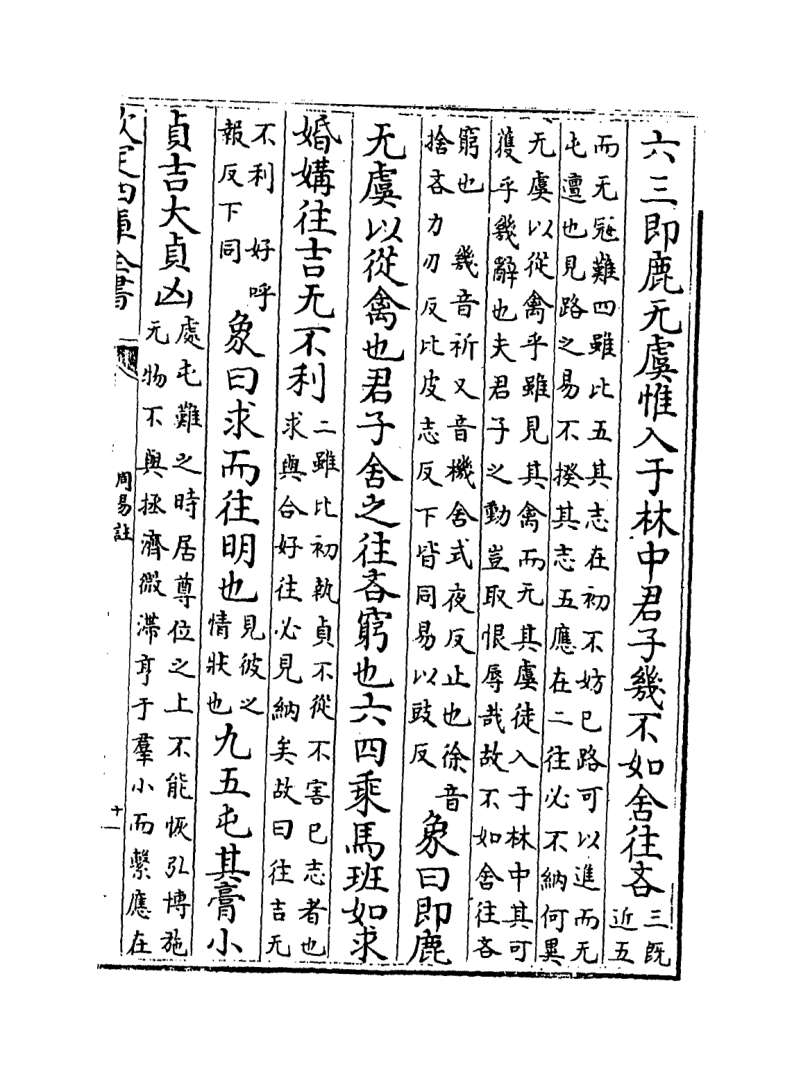 六三即鹿无虞惟入于林中君子幾不如舍往吝三既
近五
而无寇難四雖比五其志在初不妨已路可以進而无
屯邅也見路之易不揆其志五應在二往必不納何異
无虞以從禽乎雖見其禽而无其虞徒入于林中其可
獲乎幾辭也夫君子之動豈取恨辱哉故不如舍往吝
窮也 幾音祈又音機舍式夜反止也徐音
捨吝力刃反比皮志反下皆同易以豉反
象曰即鹿
无虞以從禽也君子舍之往吝窮也六四乘馬班如求
婚媾往吉无不利二雖比初執貞不從不害已志者也
求與合好往必見納矣故曰往吉无
不利 好呼
報反下同
象曰求而往明也見彼之
情狀也
九五屯其膏小
貞吉大貞凶處屯難之時居尊位之上不能恢弘博施
无物不與拯濟微滯亨于羣小而繫應在
欽定四庫全書
周易註
十一